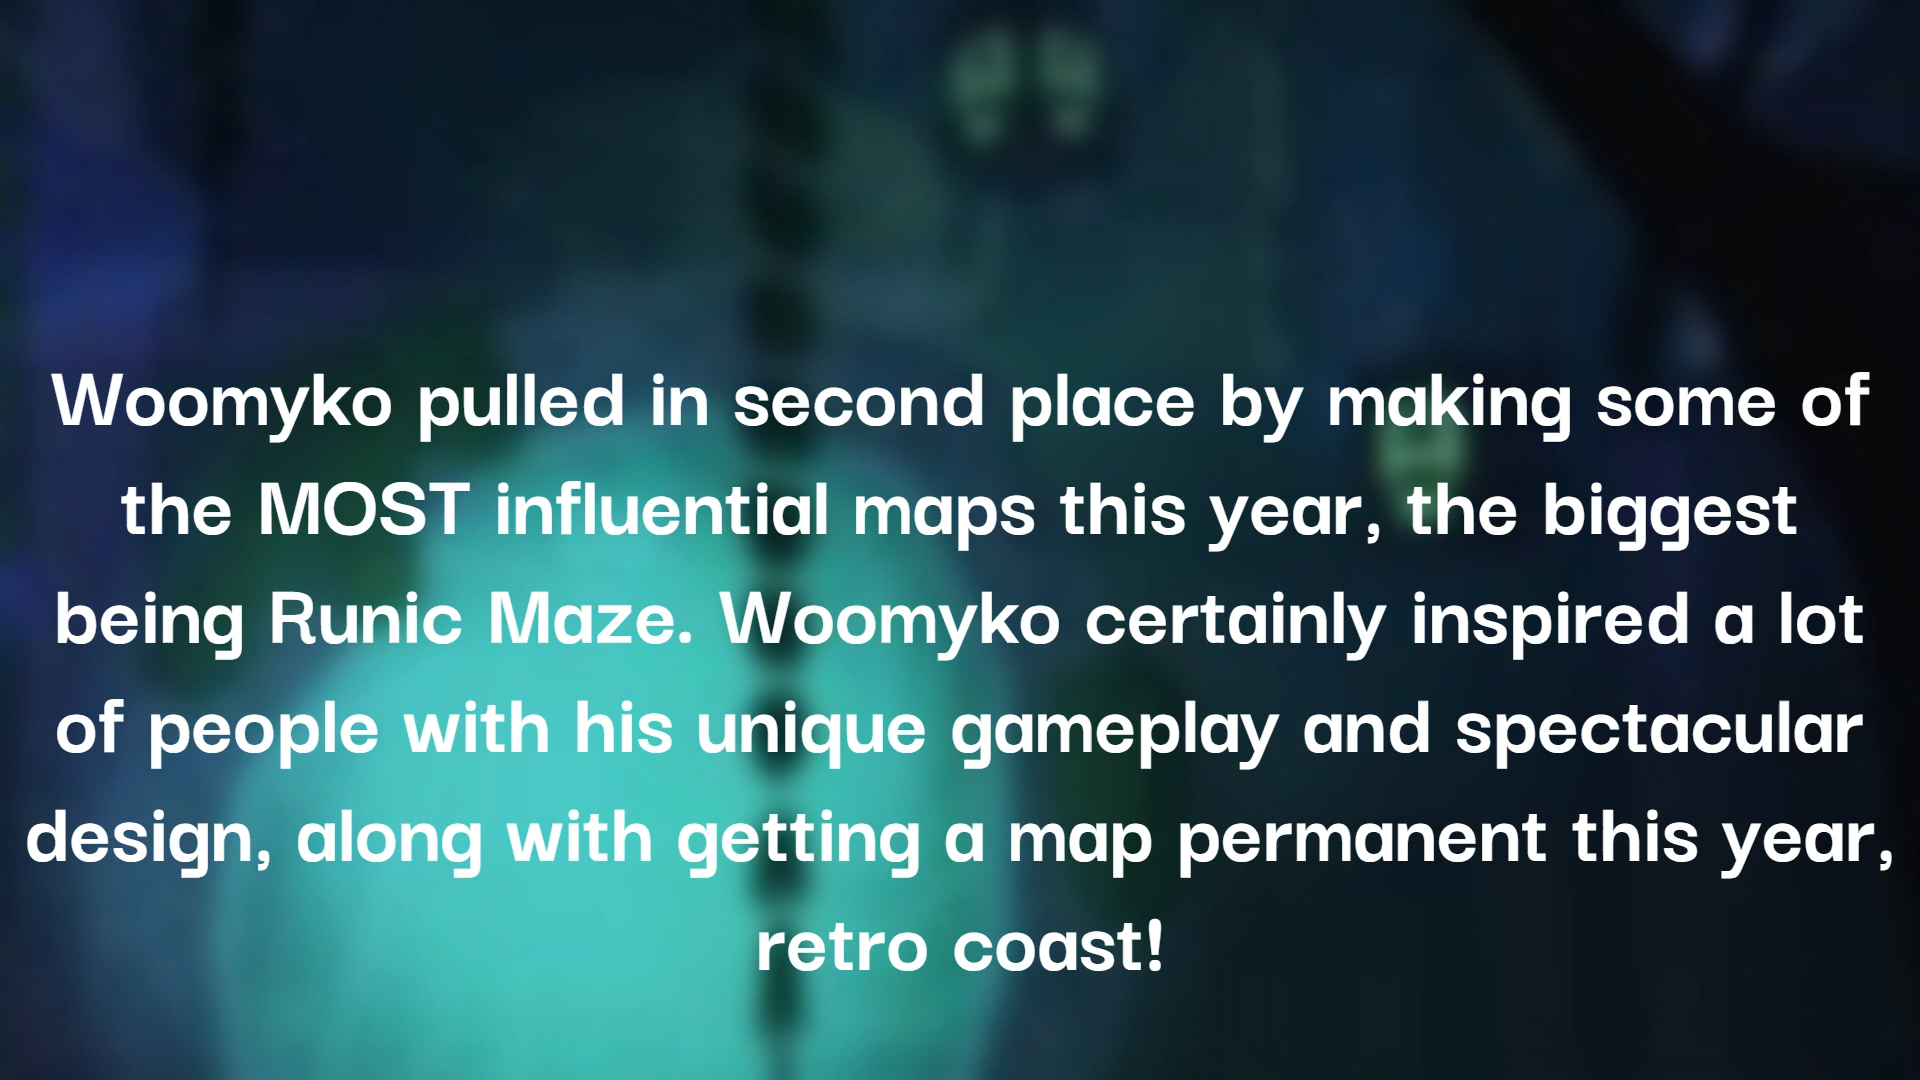 Woomyko pulled in second place by making some of
the MOST influential maps this year, the biggest
being Runic Maze. Woomyko certainly inspired a lot
of people with his unique gameplay and spectacular
design, along with getting a map permanent this year,
retro coast!